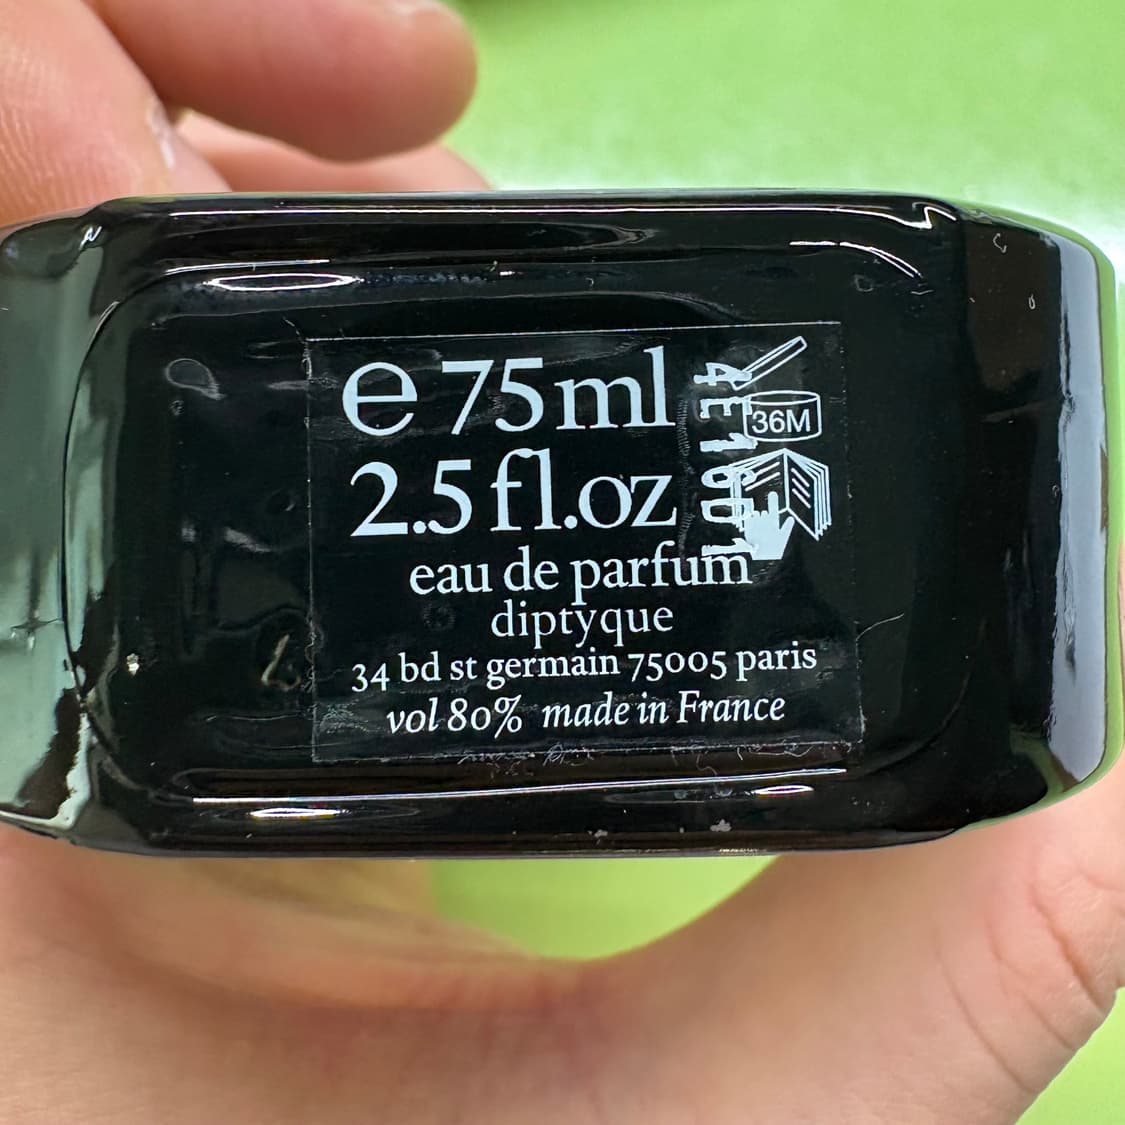 e 75ml
2.5 fl.oz
eau de parfum
diptyque
34 bd st germain 75005 paris
vol 80% made in France
36M